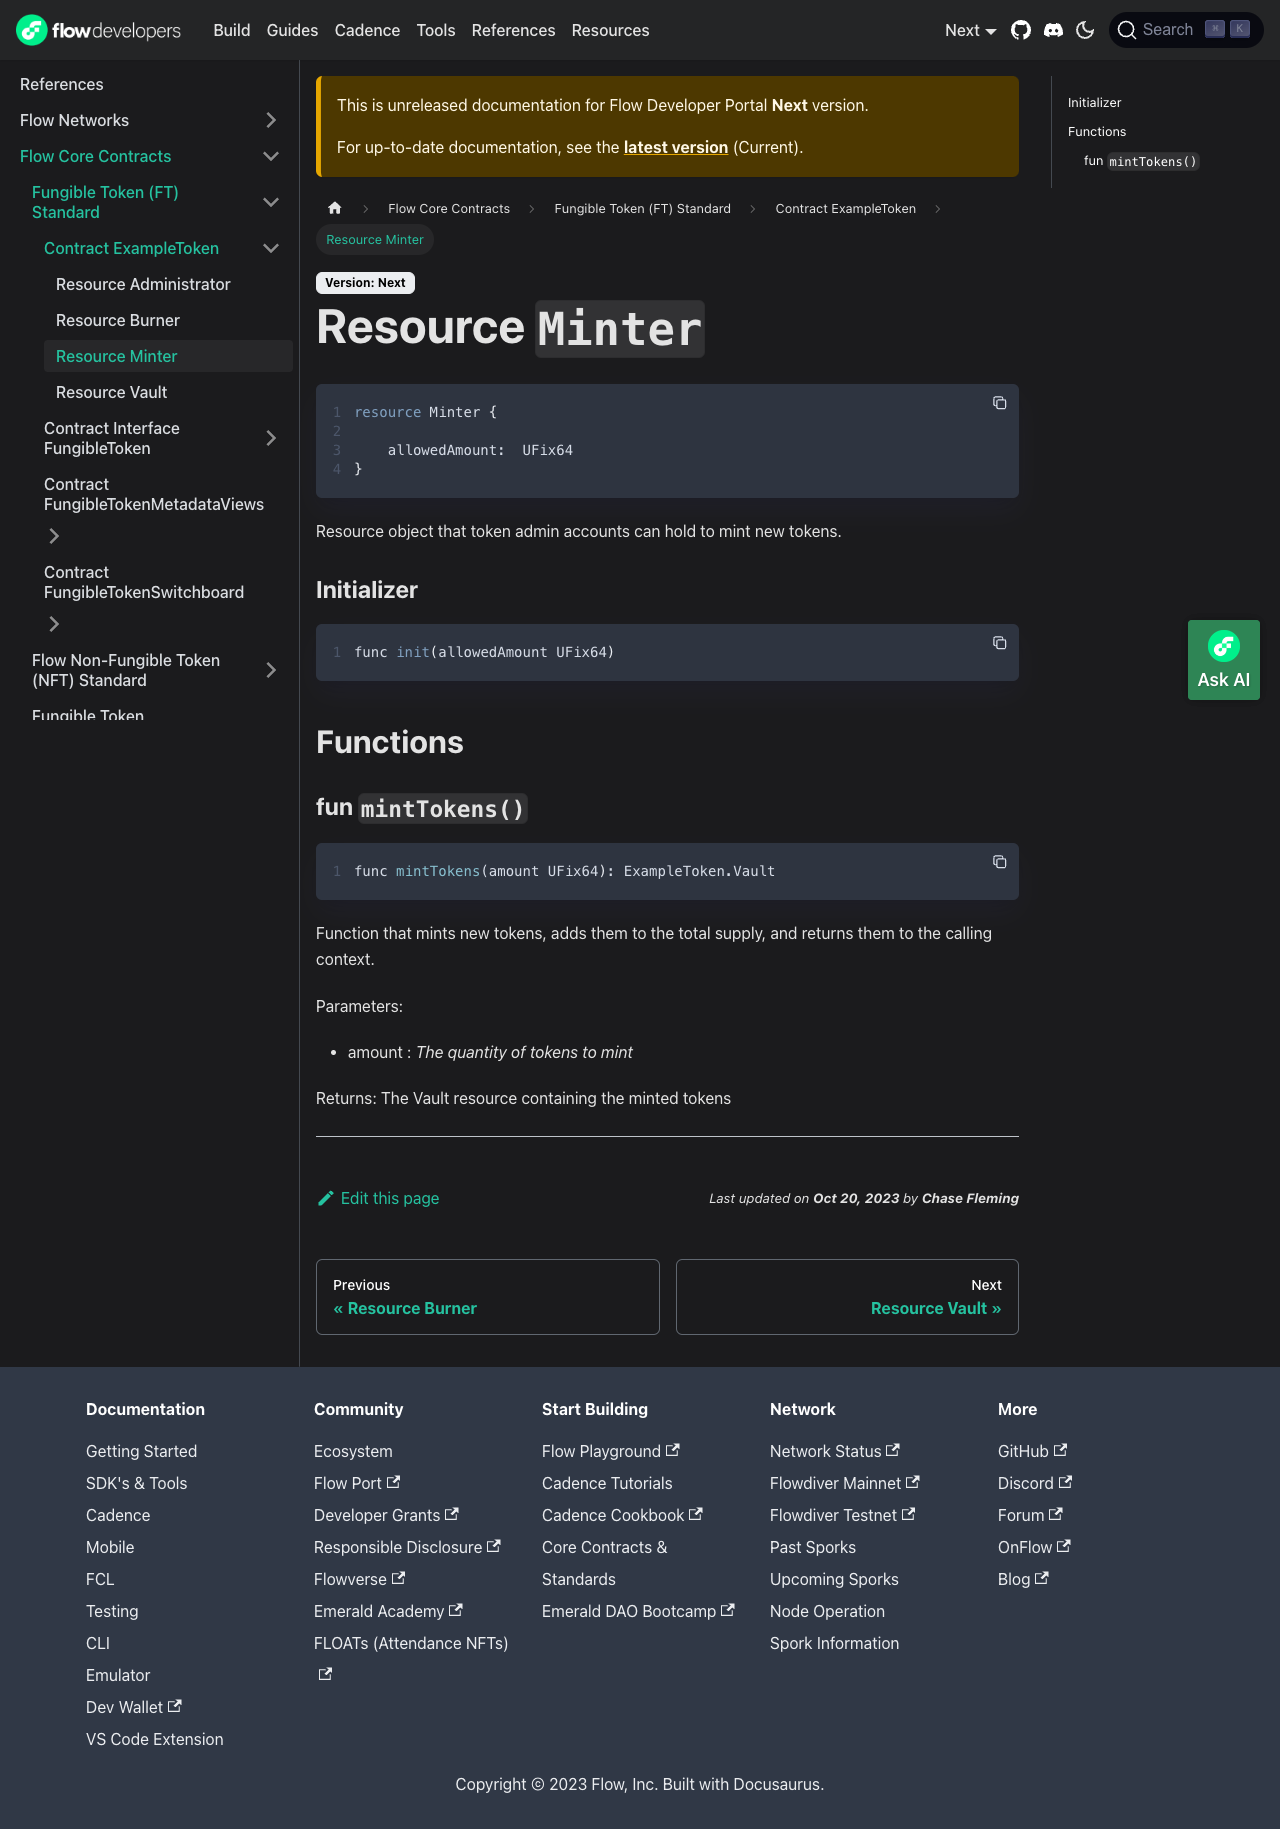 flowdevelopers Build Guides Cadence Tools References Resources Next Search ⌘ K
References
Flow Networks
Flow Core Contracts
Fungible Token (FT)
Standard
Contract ExampleToken
Resource Administrator
Resource Burner
Resource Minter
Resource Vault
Contract Interface
FungibleToken
Contract
FungibleTokenMetadataViews
Contract
FungibleTokenSwitchboard
Flow Non-Fungible Token
(NFT) Standard
Fungible Token
This is unreleased documentation for Flow Developer Portal Next version.
For up-to-date documentation, see the latest version (Current).
Flow Core Contracts Fungible Token (FT) Standard Contract ExampleToken
Resource Minter
Version: Next
Resource Minter
1 resource Minter {
2
3 allowedAmount:  UFix64
4 }
Resource object that token admin accounts can hold to mint new tokens.
Initializer
1 func init(allowedAmount UFix64)
Functions
fun mintTokens()
1 func mintTokens(amount UFix64): ExampleToken.Vault
Function that mints new tokens, adds them to the total supply, and returns them to the calling
context.
Parameters:
• amount : The quantity of tokens to mint
Returns: The Vault resource containing the minted tokens
Edit this page
Last updated on Oct 20, 2023 by Chase Fleming
Previous
« Resource Burner
Next
Resource Vault »
Initializer
Functions
fun mintTokens()
Ask AI
Documentation
Getting Started
SDK's & Tools
Cadence
Mobile
FCL
Testing
CLI
Emulator
Dev Wallet
VS Code Extension
Community
Ecosystem
Flow Port
Developer Grants
Responsible Disclosure
Flowverse
Emerald Academy
FLOATs (Attendance NFTs)
Start Building
Flow Playground
Cadence Tutorials
Cadence Cookbook
Core Contracts &
Standards
Emerald DAO Bootcamp
Network
Network Status
Flowdiver Mainnet
Flowdiver Testnet
Past Sporks
Upcoming Sporks
Node Operation
Spork Information
More
GitHub
Discord
Forum
OnFlow
Blog
Copyright © 2023 Flow, Inc. Built with Docusaurus.